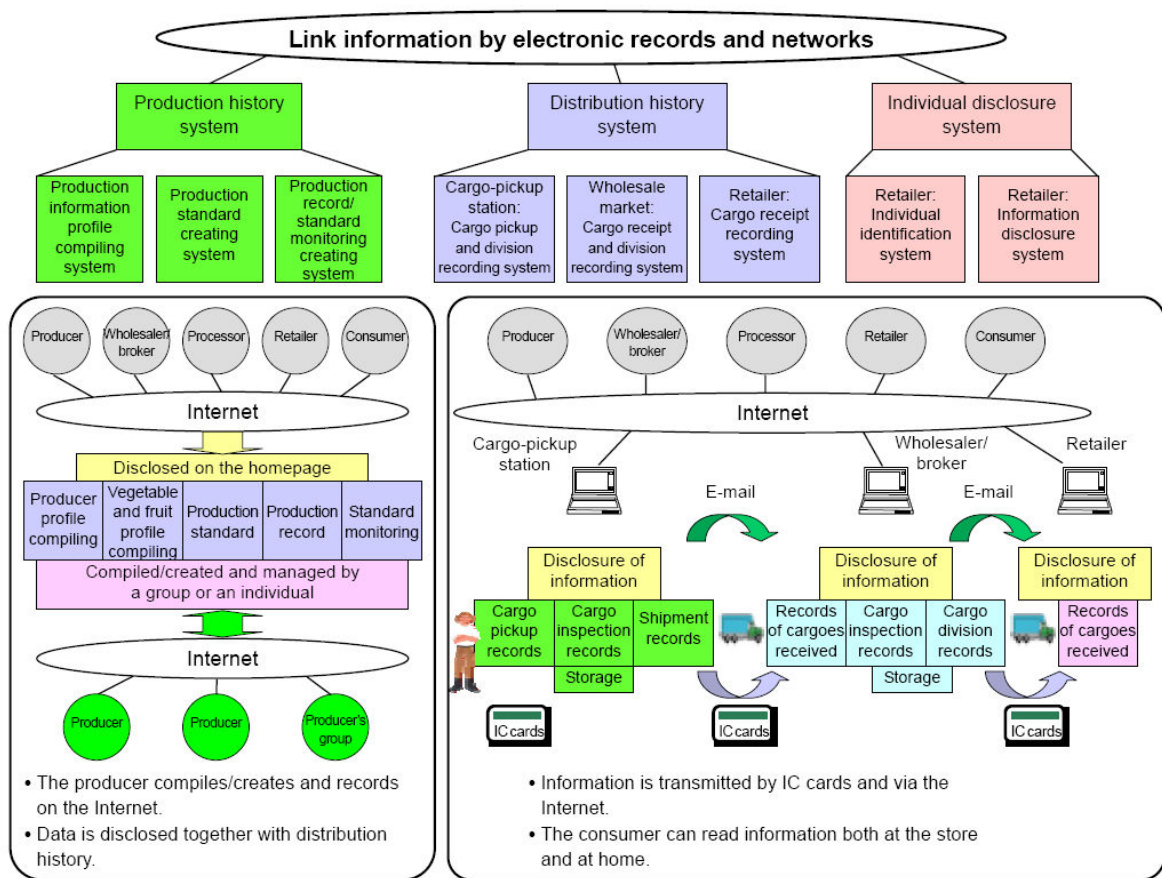 Link information by electronic records and networks
Production history
system
Distribution history
system
Individual disclosure
system
Production
information
profile
compiling
system
Production
standard
creating
system
Production
record/
standard
monitoring
creating system
Cargo-pickup
station:
Cargo pickup
and division
recording system
Wholesale
market:
Cargo receipt
and division
recording system
Retailer:
Cargo receipt
recording
system
Retailer:
Individual
identification
system
Retailer:
Information
disclosure
system
Producer
Wholesaler/
broker
Processor
Retailer
Consumer
Internet
Disclosed on the homepage
Producer
profile
compiling
Vegetable
and fruit
profile
compiling
Production
standard
Production
record
Standard
monitoring
Compiled/created and managed by
a group or an individual
Internet
Producer
Producer
Producer's
group
• The producer compiles/creates and records
on the Internet.
• Data is disclosed together with distribution
history.
Producer
Wholesaler/
broker
Processor
Retailer
Consumer
Internet
Cargo-pickup
station
Wholesaler/
broker
Retailer
E-mail
E-mail
Disclosure of
information
Disclosure of
information
Disclosure of
information
Cargo
pickup
records
Cargo
inspection
records
Shipment
records
Storage
Records
of cargoes
received
Cargo
inspection
records
Cargo
division
records
Storage
Records
of cargoes
received
IC cards
IC cards
IC cards
• Information is transmitted by IC cards and via the
Internet.
• The consumer can read information both at the store
and at home.